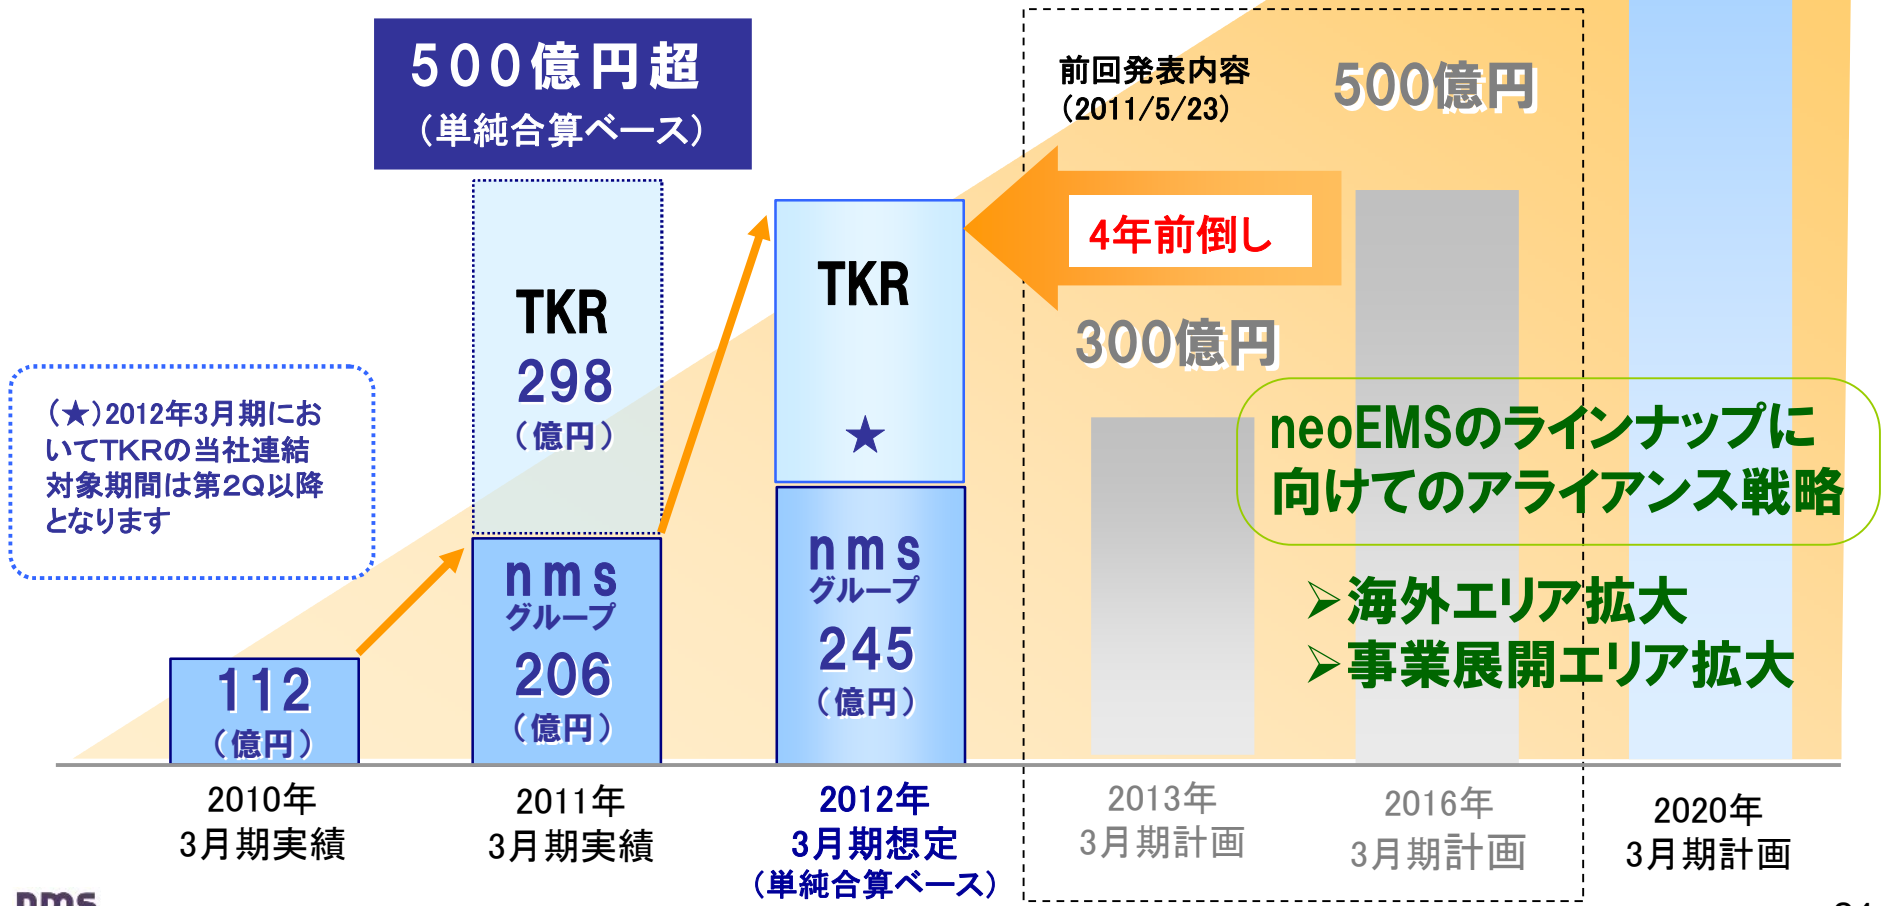 500億円超
(単純合算ベース)
前回発表内容
(2011/5/23)
500億円
4年前倒し
300億円
TKR
298
(億円)
TKR
★
(★)2012年3月期にお
いてTKRの当社連結
対象期間は第2Q以降
となります
neoEMSのラインナップに
向けてのアライアンス戦略
➢海外エリア拡大
➢事業展開エリア拡大
112
(億円)
nms
グループ
206
(億円)
nms
グループ
245
(億円)
2010年
3月期実績
2011年
3月期実績
2012年
3月期想定
(単純合算ベース)
2013年
3月期計画
2016年
3月期計画
2020年
3月期計画
nms